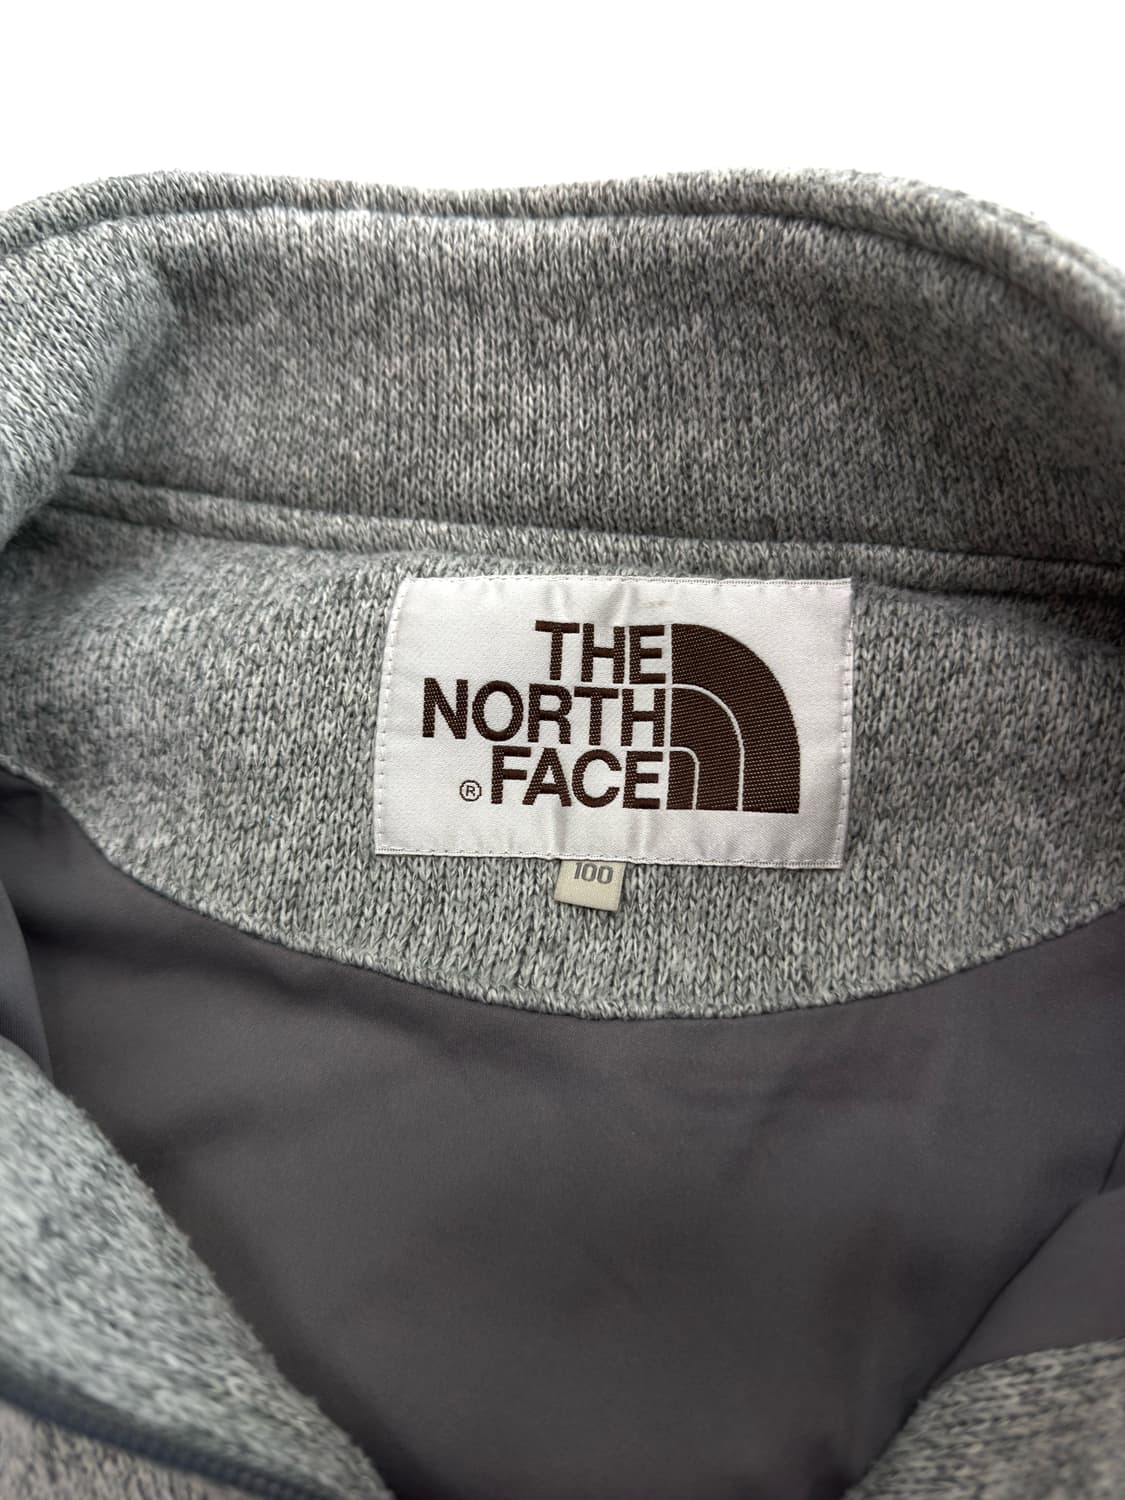 THE
NORTH
® FACE
100